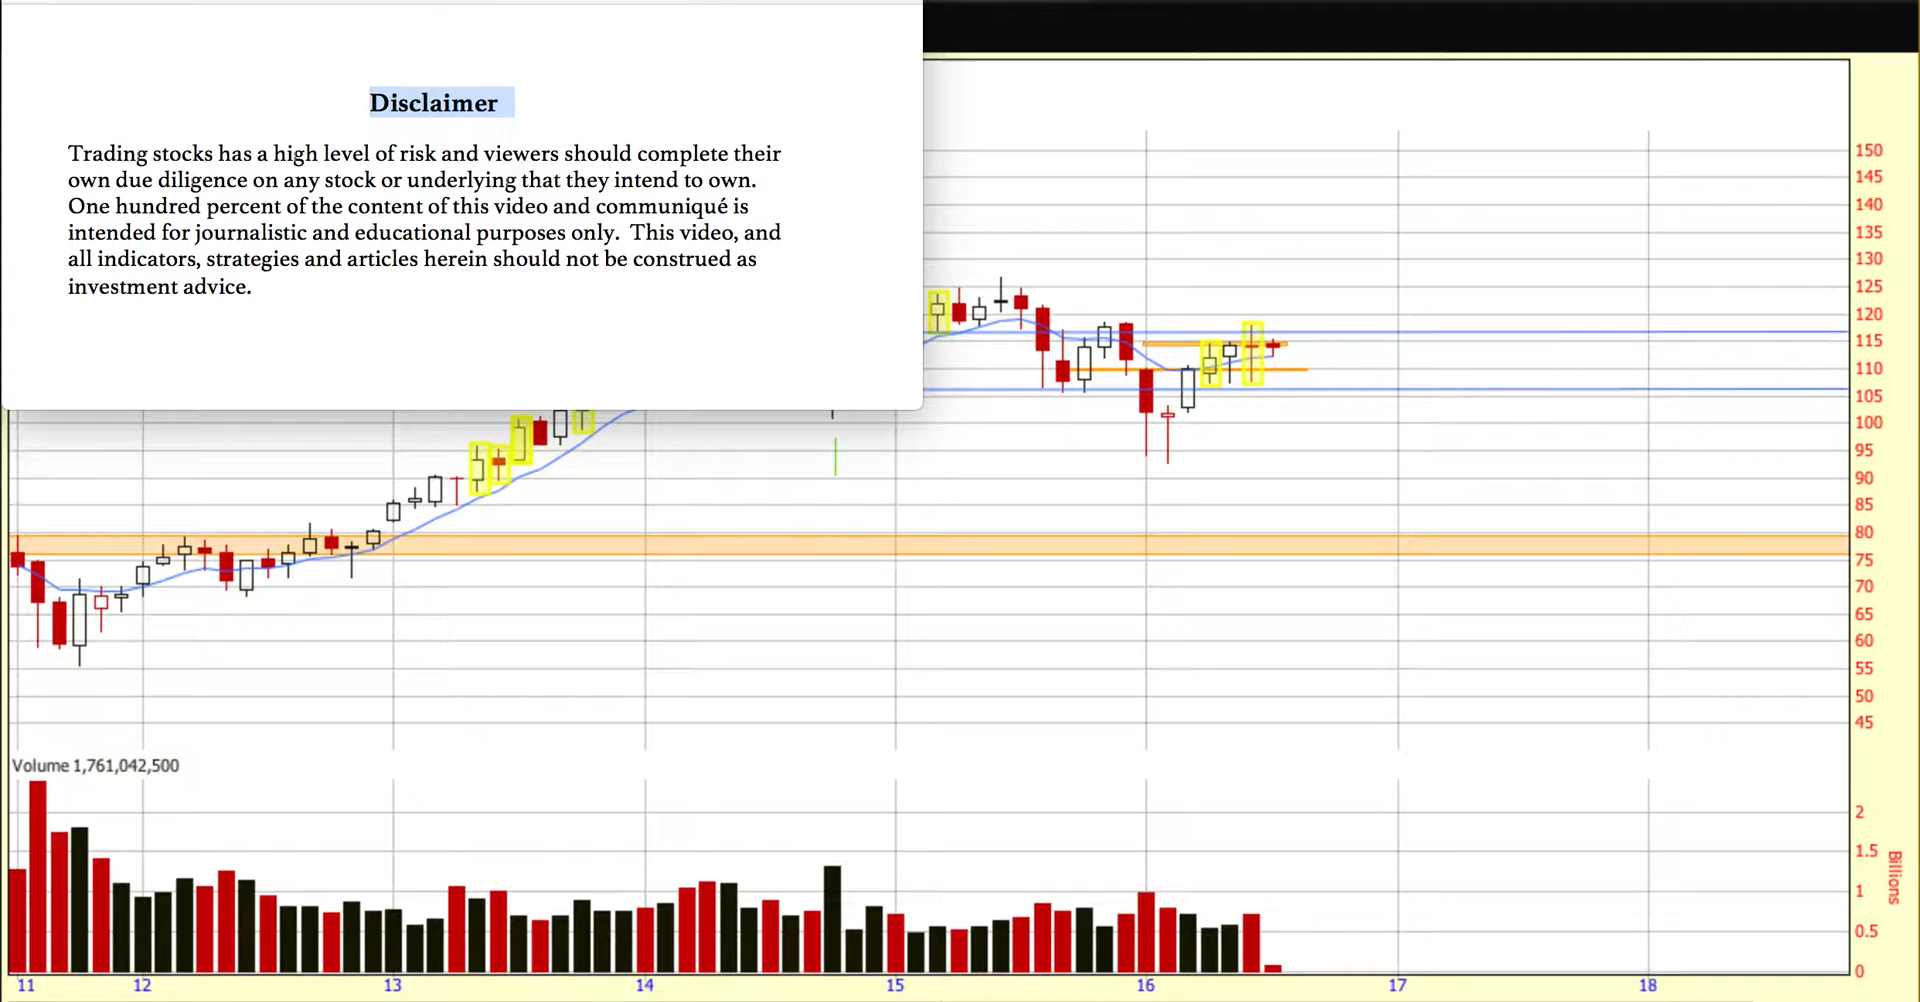 Disclaimer
Trading stocks has a high level of risk and viewers should complete their
own due diligence on any stock or underlying that they intend to own.
One hundred percent of the content of this video and communiqué is
intended for journalistic and educational purposes only.  This video, and
all indicators, strategies and articles herein should not be construed as
investment advice.
150
145
140
135
130
125
120
115
110
105
100
95
90
85
80
75
70
65
60
55
50
45
Volume 1,761,042,500
2
1.5
1
0.5
0
Billions
11 12 13 14 15 16 17 18